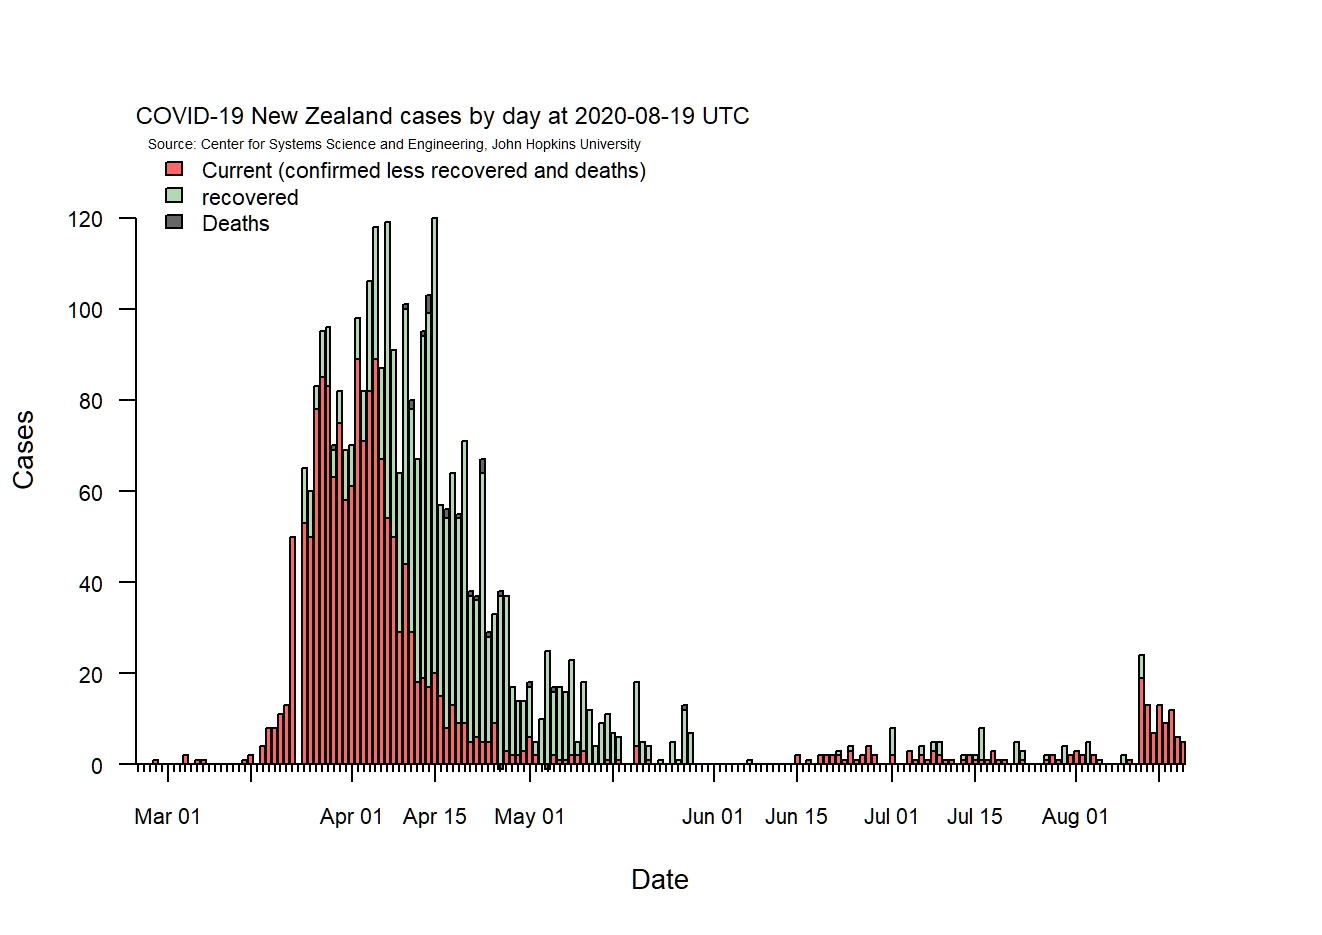 COVID-19 New Zealand cases by day at 2020-08-19 UTC
Source: Center for Systems Science and Engineering, John Hopkins University
Current (confirmed less recovered and deaths)
recovered
Deaths
120
100
80
60
40
20
0
Cases
Mar 01 Apr 01 Apr 15 May 01 Jun 01 Jun 15 Jul 01 Jul 15 Aug 01
Date